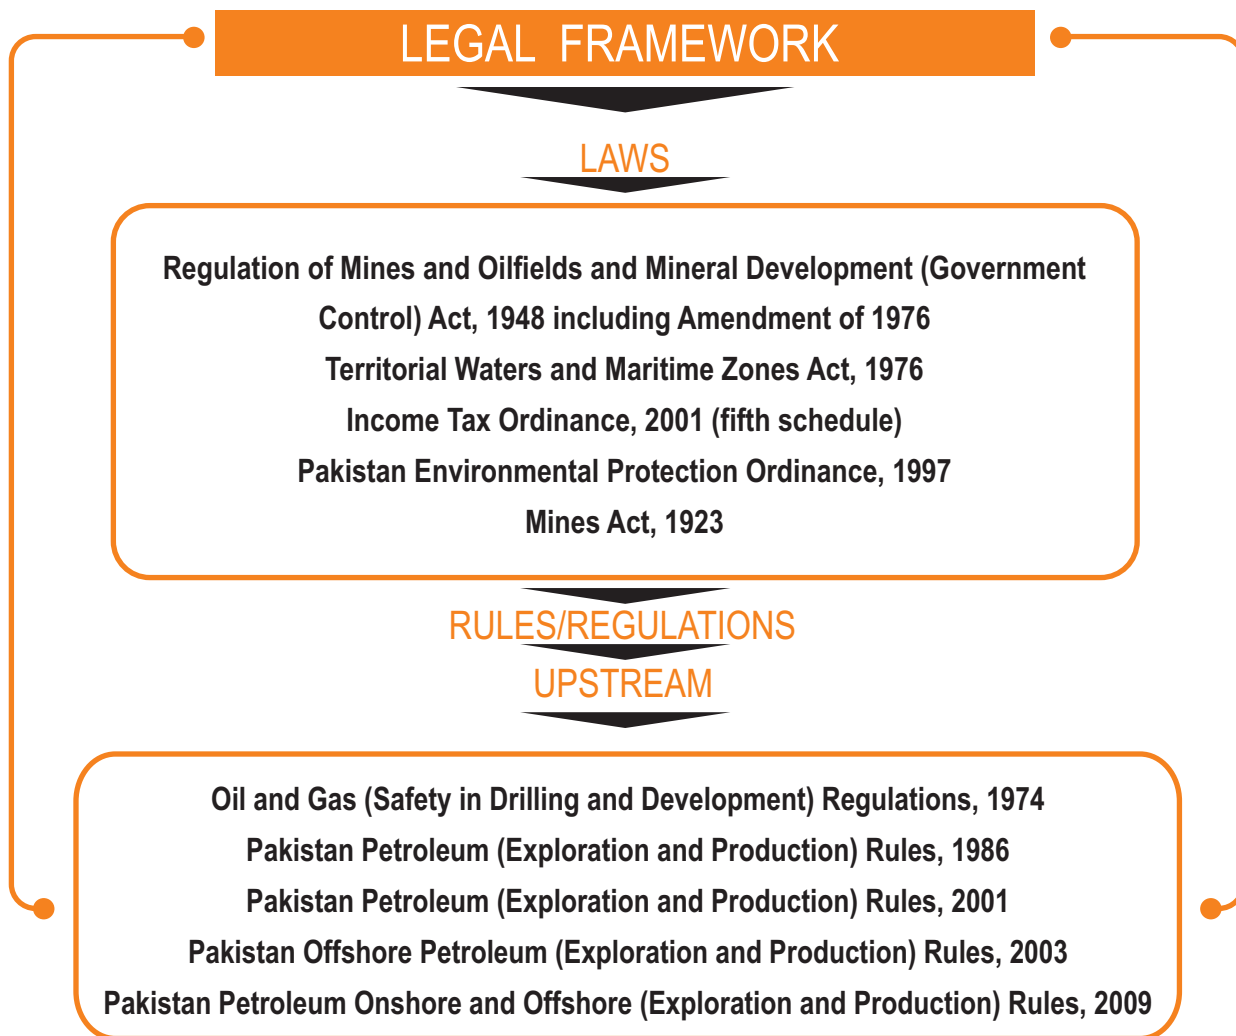 LEGAL FRAMEWORK
LAWS
Regulation of Mines and Oilfields and Mineral Development (Government
Control) Act, 1948 including Amendment of 1976
Territorial Waters and Maritime Zones Act, 1976
Income Tax Ordinance, 2001 (fifth schedule)
Pakistan Environmental Protection Ordinance, 1997
Mines Act, 1923
RULES/REGULATIONS
UPSTREAM
Oil and Gas (Safety in Drilling and Development) Regulations, 1974
Pakistan Petroleum (Exploration and Production) Rules, 1986
Pakistan Petroleum (Exploration and Production) Rules, 2001
Pakistan Offshore Petroleum (Exploration and Production) Rules, 2003
Pakistan Petroleum Onshore and Offshore (Exploration and Production) Rules, 2009